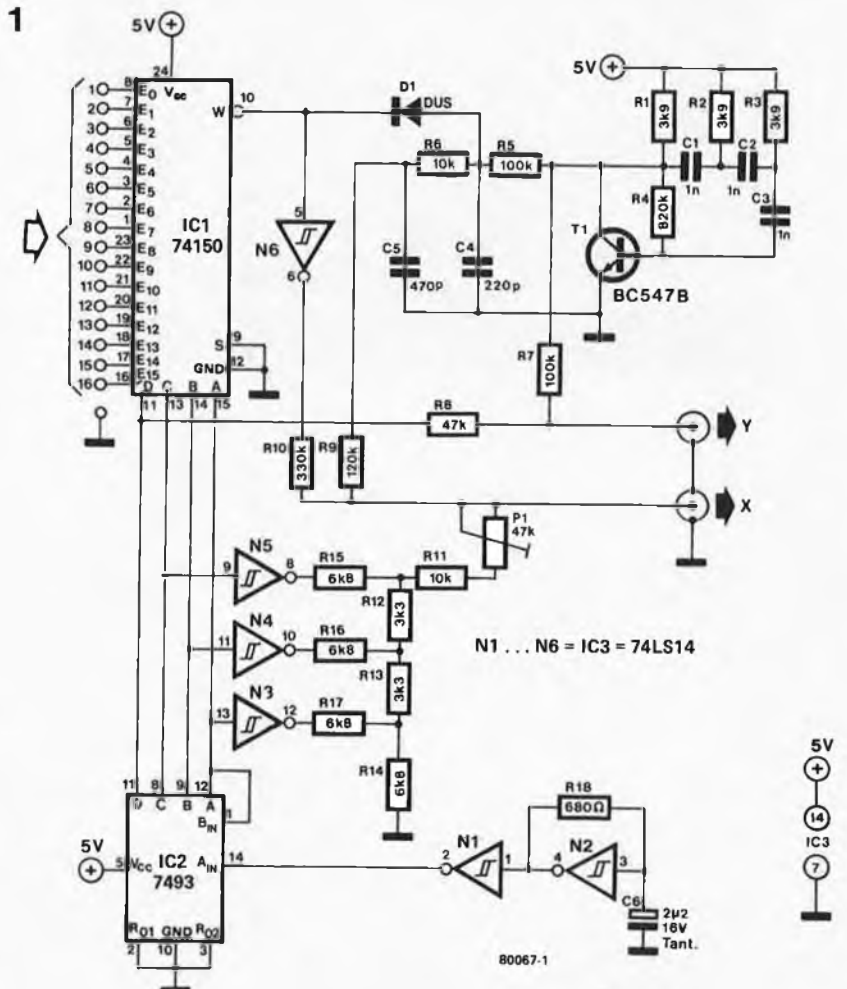 1
5V
24
VCC
W
10
1
8
E0
2
7
E1
3
6
E2
4
5
E3
5
4
E4
6
3
E5
7
2
E6
8
1
E7
9
23
E8
10
22
E9
11
21
E10
12
20
E11
13
19
E12
14
18
E13
15
17
E14
16
16
E15
IC1
74150
S
9
GND
12
D
C
B
A
11
13
14
15
D1
DUS
R6
10k
R5
100k
C5
470p
C4
220p
5V
R1
3k9
R2
3k9
R3
3k9
C1
1n
C2
1n
C3
1n
R4
820k
T1
BC547B
5
N6
6
R7
100k
R8
47k
Y
R10
330k
R9
120k
X
P1
47k
9
N5
8
R15
6k8
R11
10k
R12
3k3
11
N4
10
R16
6k8
R13
3k3
13
N3
12
R17
6k8
R14
6k8
N1 ... N6 = IC3 = 74LS14
11
8
9
12
D
C
B
A
BIN
1
5V
5
VCC
IC2
7493
AIN
14
R01
GND
R02
2
10
3
2
N1
1
4
N2
3
R18
680Ω
C6
2µ2
16V
Tant.
5V
14
IC3
7
80067-1